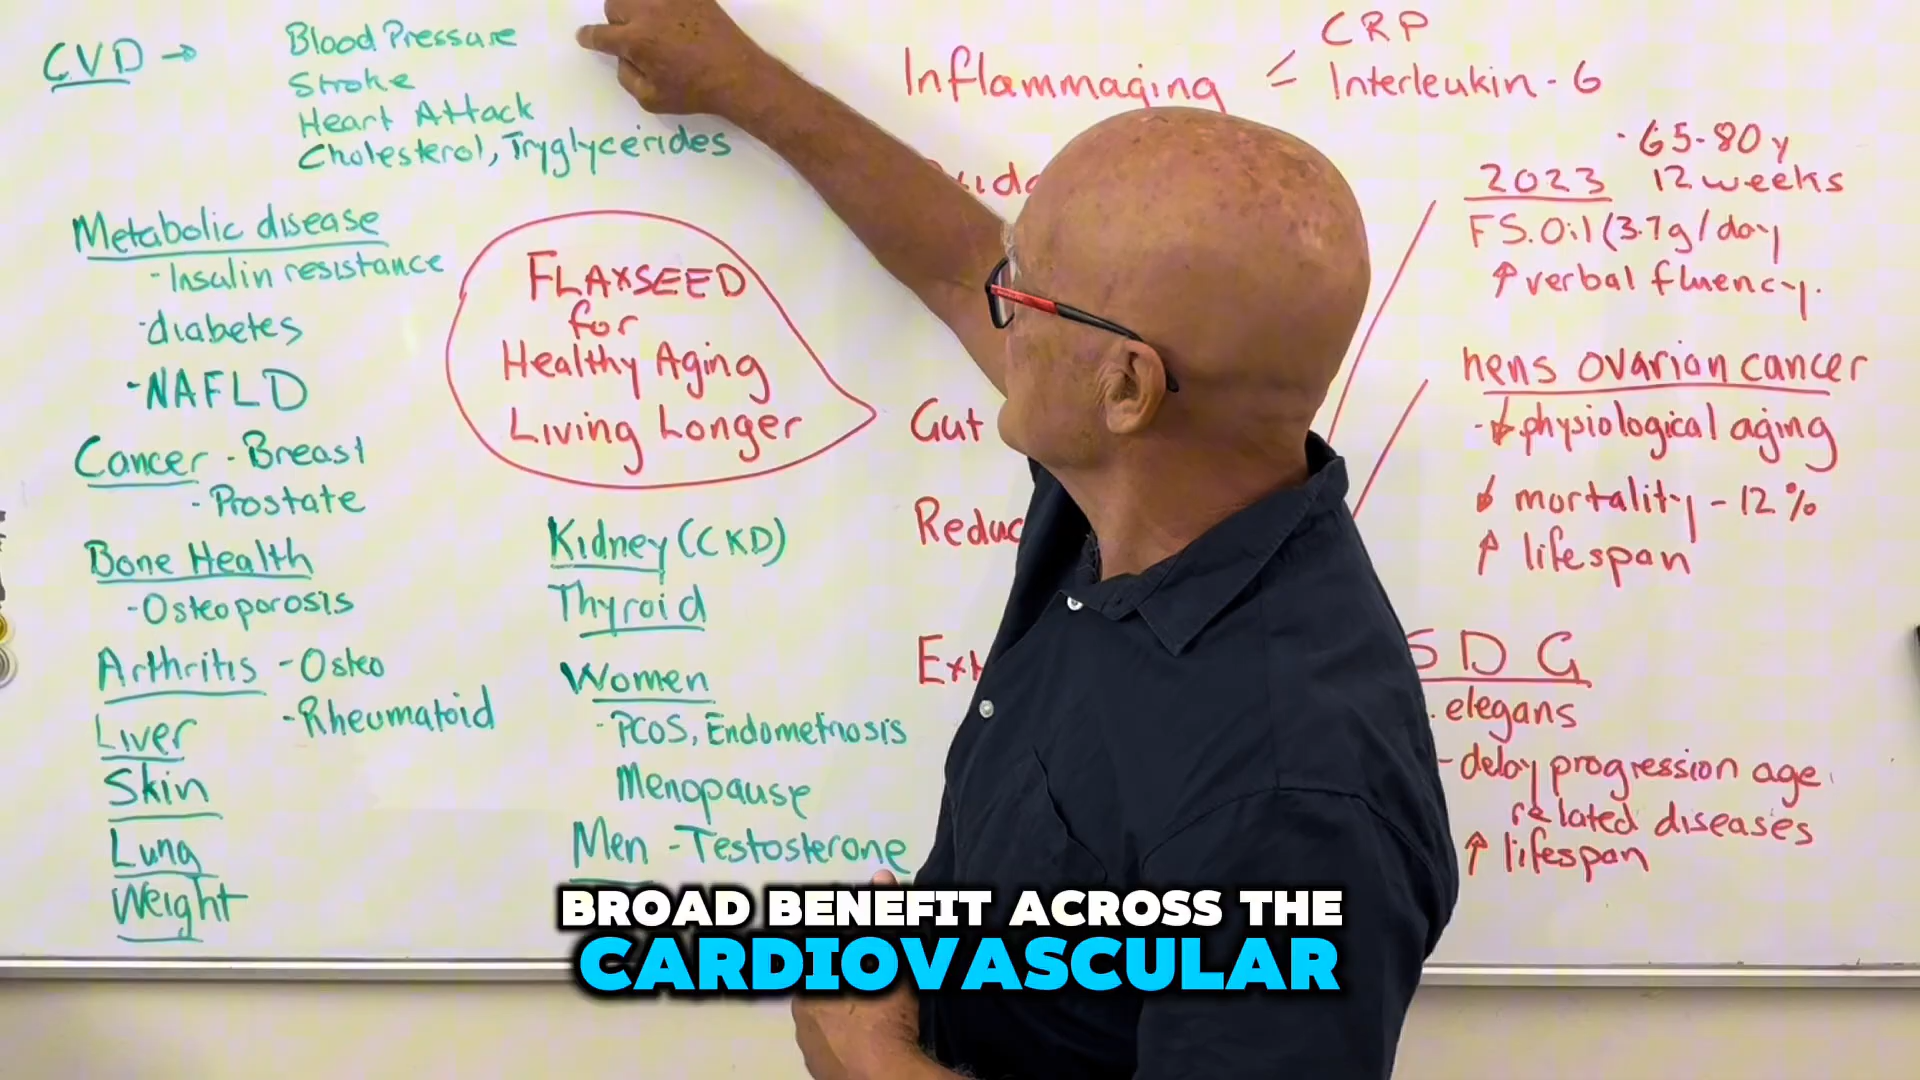 CVD → Blood Pressure
Stroke
Heart Attack
Cholesterol, Tryglycerides
Metabolic disease
- Insulin resistance
- diabetes
- NAFLD
Cancer - Breast
- Prostate
Bone Health
- Osteoporosis
Arthritis - Osteo
- Rheumatoid
Liver
Skin
Lung
Weight
FLAXSEED
for
Healthy Aging
Living Longer
Kidney (CKD)
Thyroid
Women
- PCOS, Endometriosis
Menopause
Men - Testosterone
Inflammaging
CRP
Interleukin - 6
Gut
· 65-80 y
2023 12 weeks
FS. Oil (3.7g/day
↑ verbal fluency.
hens ovarian cancer
- ↓ physiological aging
↓ mortality - 12%
↑ lifespan
SDG
. elegans
- delay progression age
related diseases
↑ lifespan
BROAD BENEFIT ACROSS THE
CARDIOVASCULAR